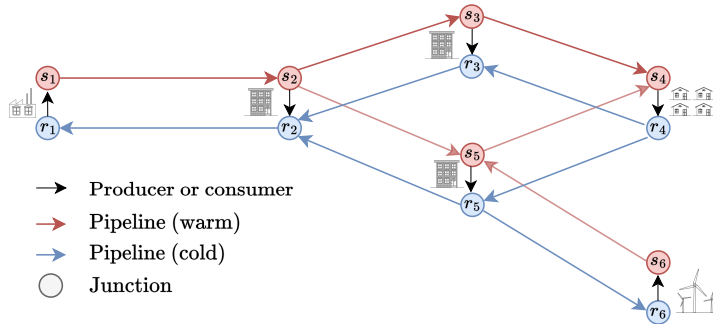 s₃
s₁
s₂
s₄
r₃
r₁
r₂
r₄
s₅
Producer or consumer
r₅
Pipeline (warm)
Pipeline (cold)
s₆
Junction
r₆